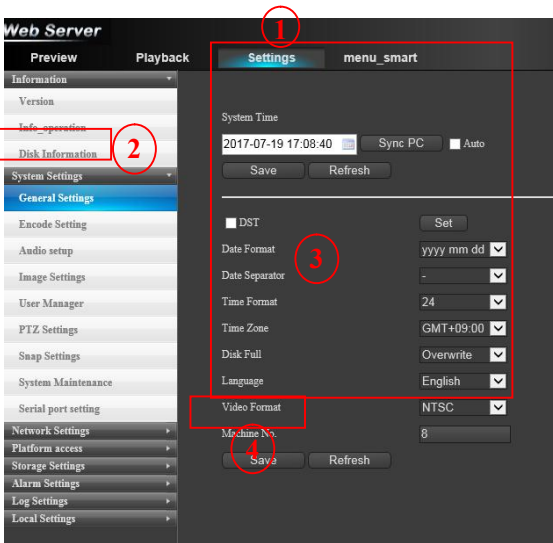 Web Server
1
Preview Playback Settings menu_smart
Information
Version
Info_operation
Disk Information
2
System Settings
General Settings
Encode Setting
Audio setup
Image Settings
User Manager
PTZ Settings
Snap Settings
System Maintenance
Serial port setting
Network Settings
Platform access
Storage Settings
Alarm Settings
Log Settings
Local Settings
System Time
2017-07-19 17:08:40 Sync PC Auto
Save Refresh
DST Set
Date Format yyyy mm dd
3
Date Separator -
Time Format 24
Time Zone GMT+09:00
Disk Full Overwrite
Language English
Video Format NTSC
Machine No. 8
4
Save Refresh